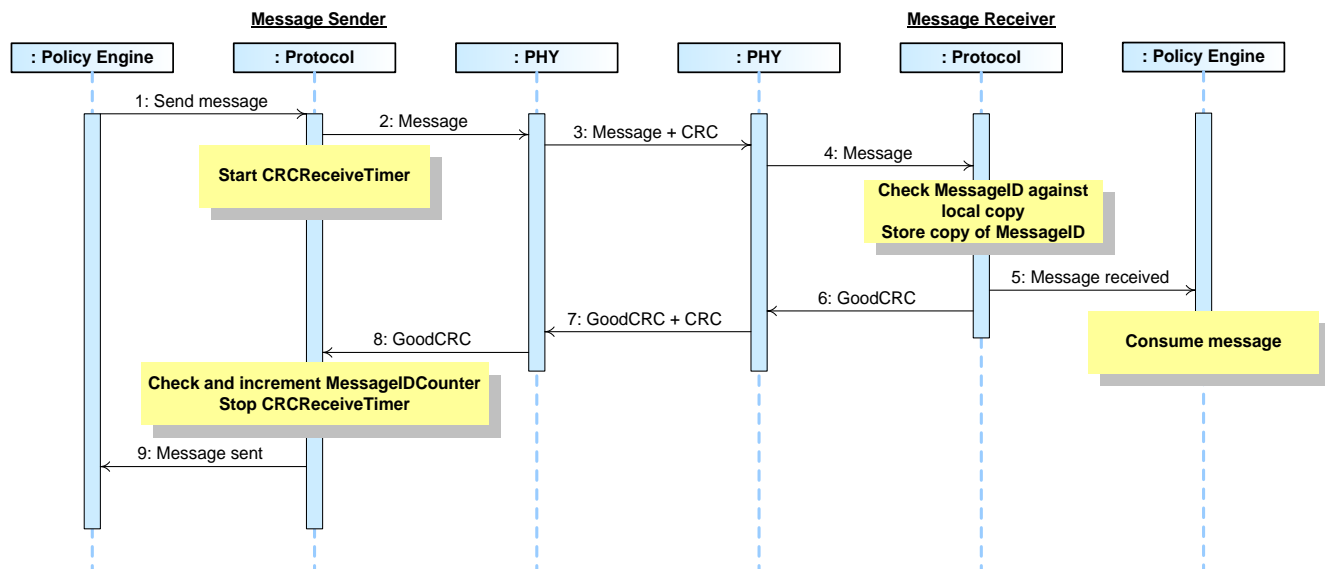 Message Sender
Message Receiver
: Policy Engine
: Protocol
: PHY
: PHY
: Protocol
: Policy Engine
1: Send message
2: Message
3: Message + CRC
4: Message
Start CRCReceiveTimer
Check MessageID against
local copy
Store copy of MessageID
5: Message received
6: GoodCRC
7: GoodCRC + CRC
8: GoodCRC
Consume message
Check and increment MessageIDCounter
Stop CRCReceiveTimer
9: Message sent